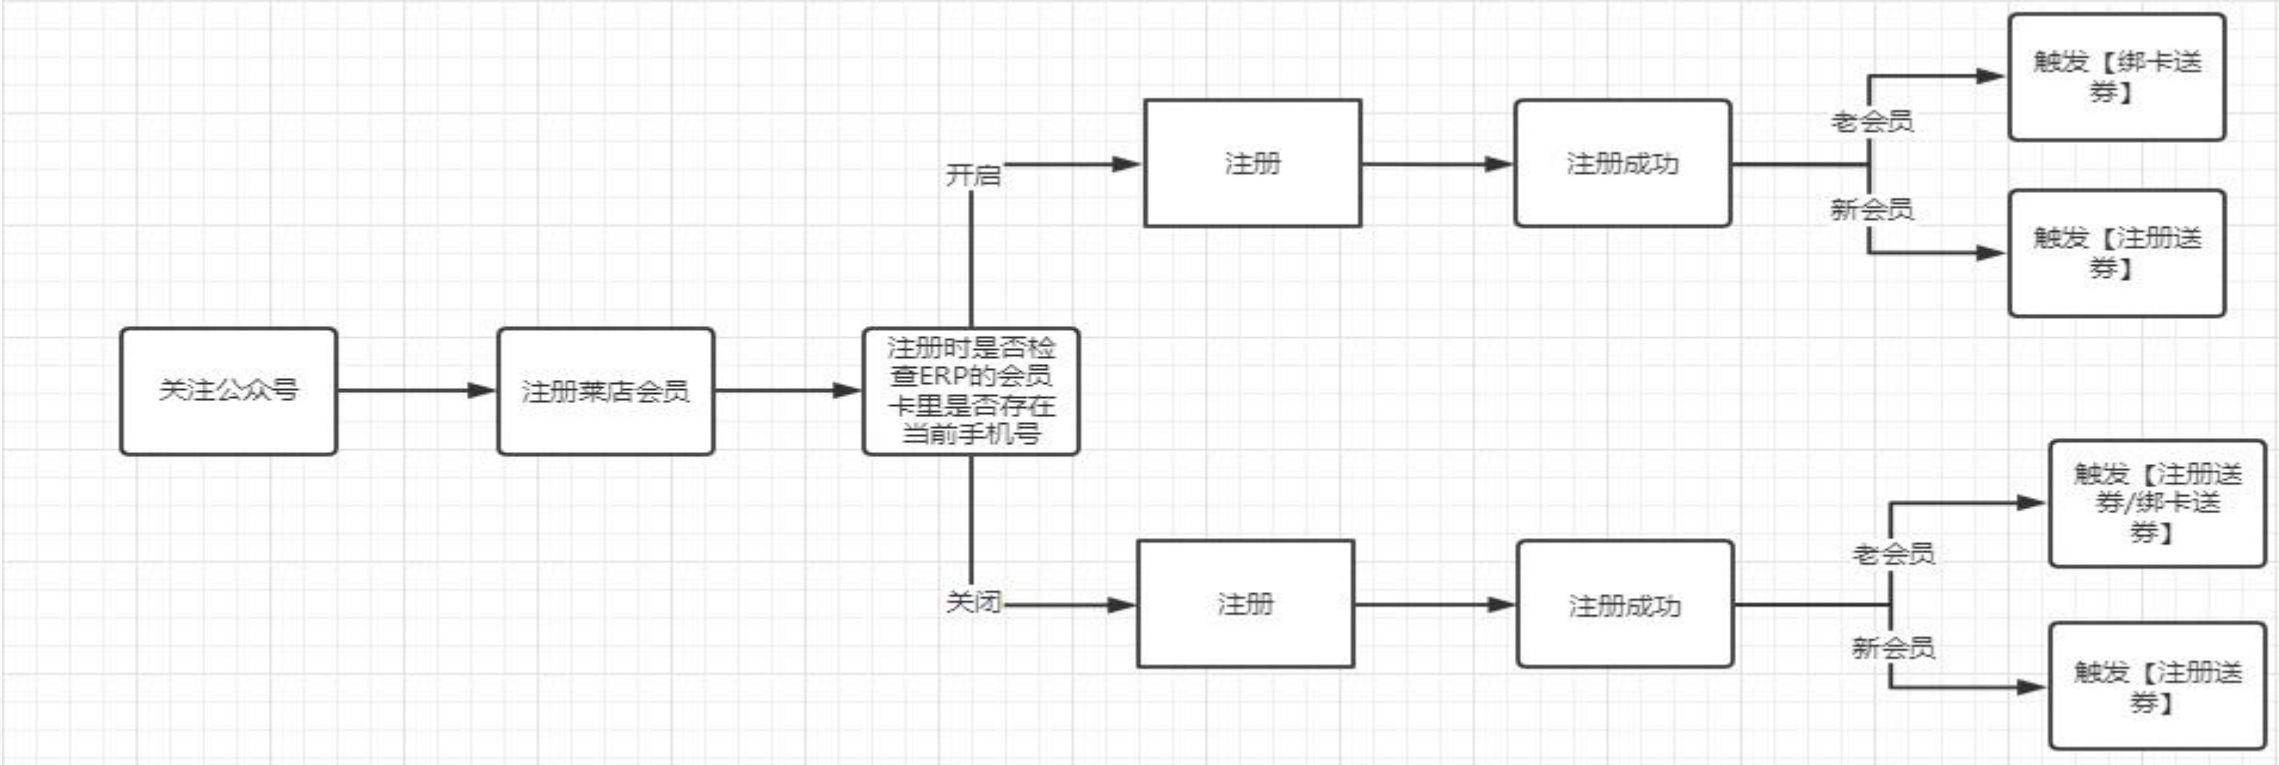 关注公众号
注册莱店会员
注册时是否检
查ERP的会员
卡里是否存在
当前手机号
开启
注册
注册成功
老会员
触发【绑卡送
券】
新会员
触发【注册送
券】
关闭
注册
注册成功
老会员
触发【注册送
券/绑卡送
券】
新会员
触发【注册送
券】